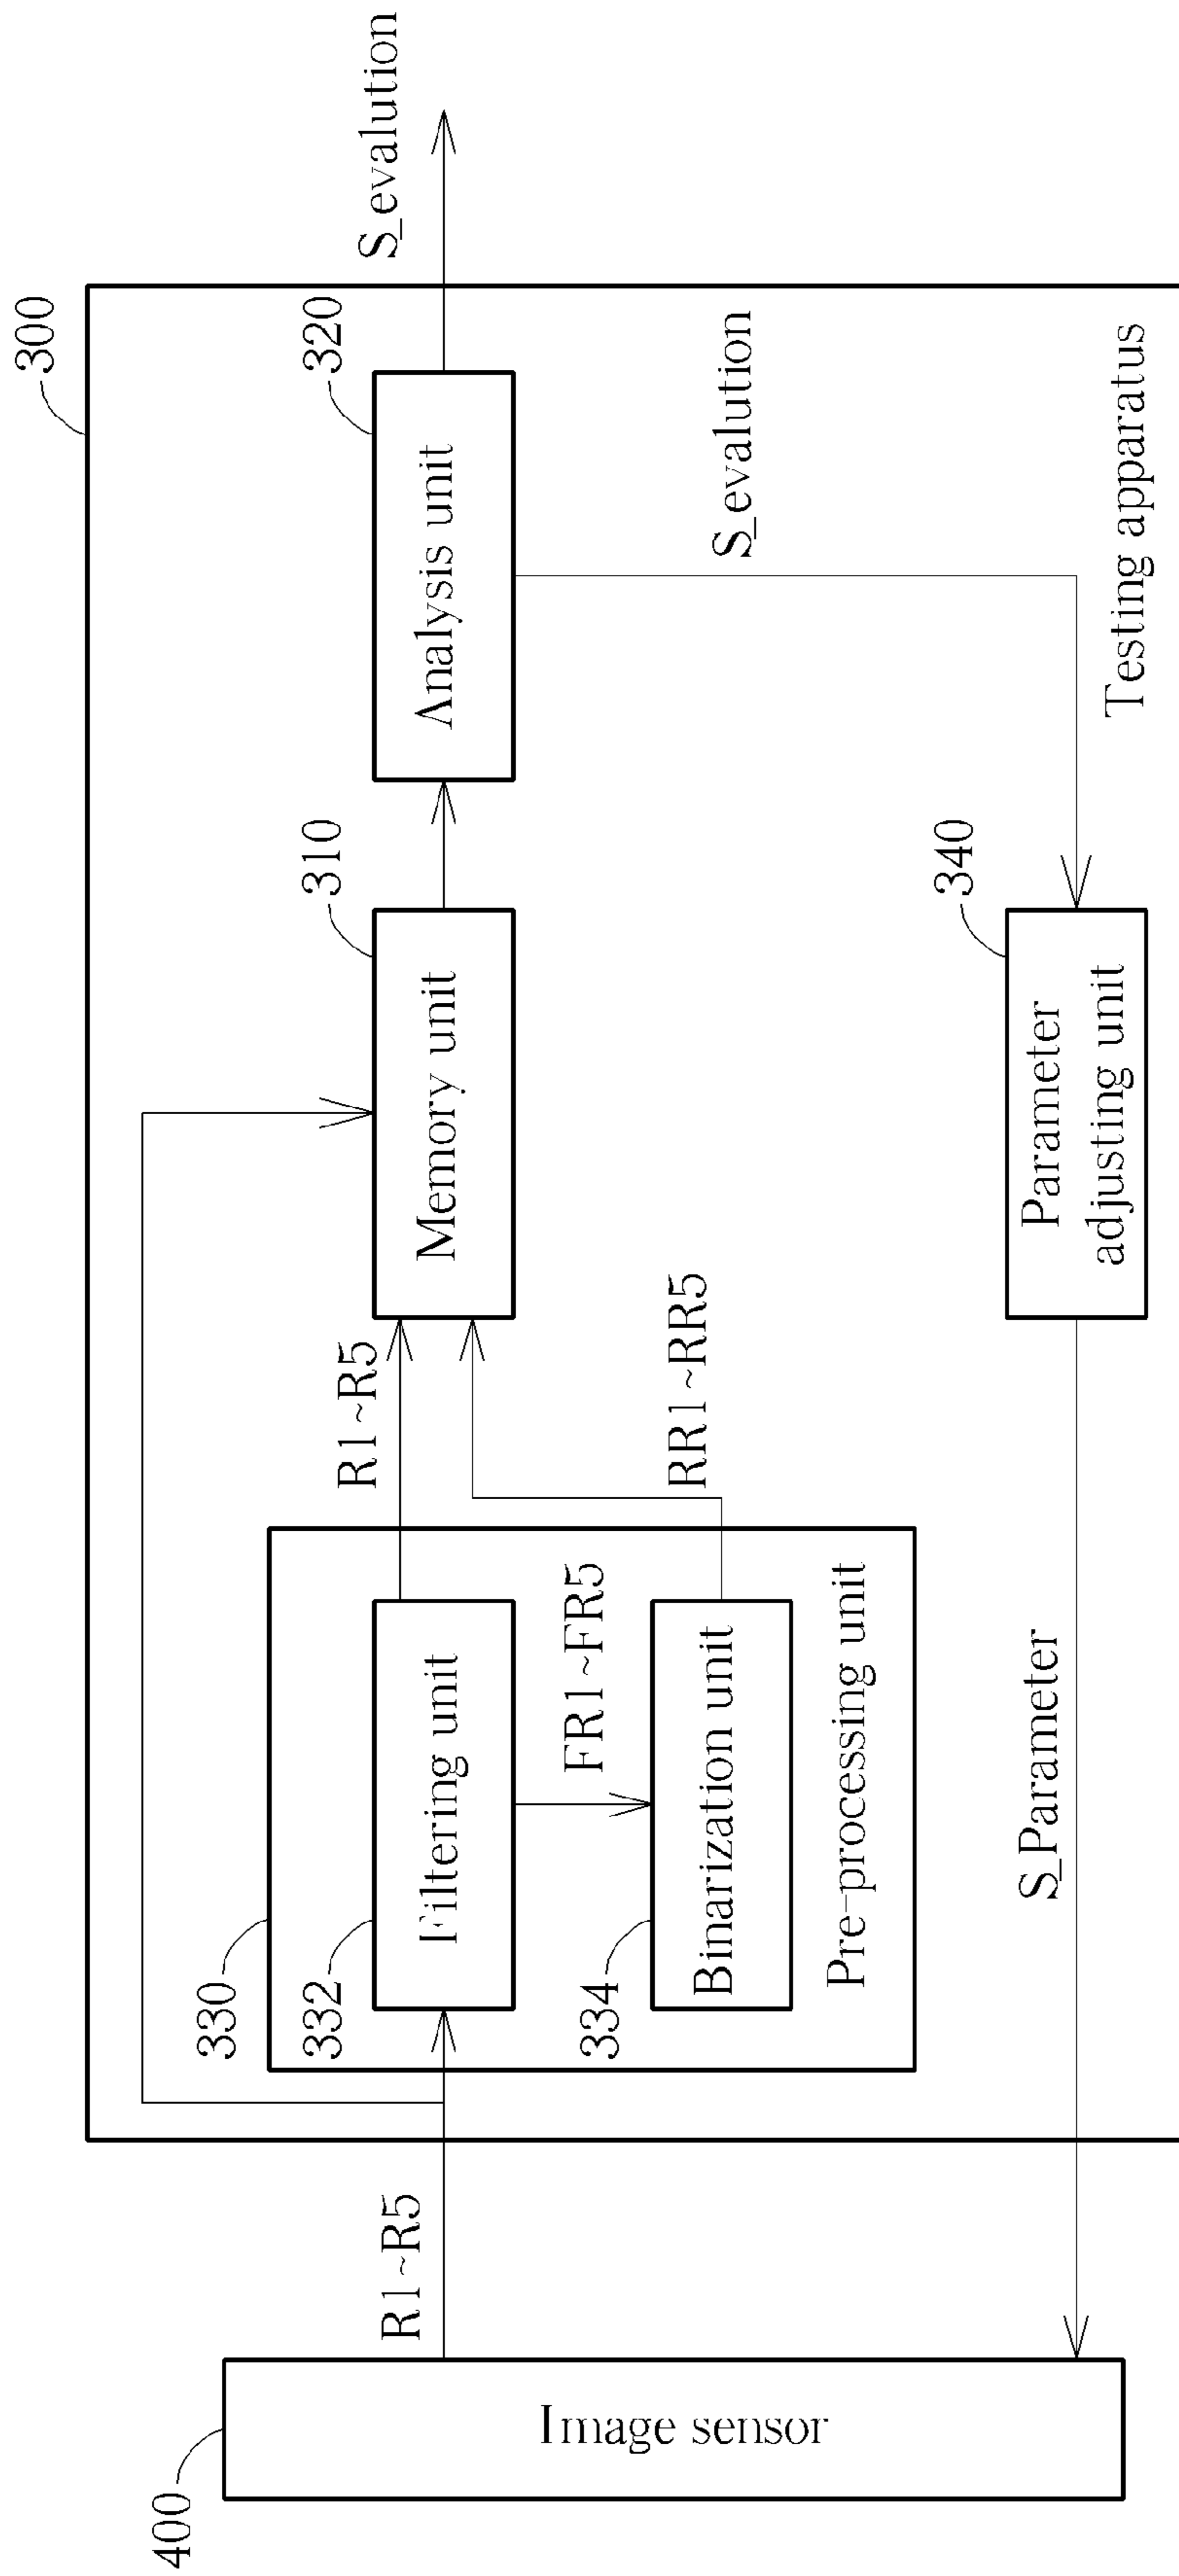 300
S_evalution
330
332
310
320
400
R1~R5
Filtering unit
R1~R5
Memory unit
Analysis unit
FR1~FR5
334
Binarization unit
RR1~RR5
S_evalution
Image sensor
Pre-processing unit
340
S_Parameter
Parameter
adjusting unit
Testing apparatus